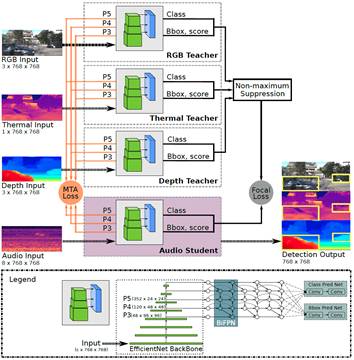 RGB Input
3 x 768 x 768
P5
P4
P3
Class
Bbox, score
RGB Teacher
Thermal Input
1 x 768 x 768
P5
P4
P3
Class
Bbox, score
Thermal Teacher
Non-maximum
Suppression
Depth Input
3 x 768 x 768
P5
P4
P3
Class
Bbox, score
Depth Teacher
MTA
Loss
Focal
Loss
Audio Input
8 x 768 x 768
P5
P4
P3
Class
Bbox, score
Audio Student
Detection Output
3 x 768 x 768
Legend
P5(352 x 24 x 24)
P4(120 x 48 x 48)
P3(48 x 96 x 96)
Input
(c x 768 x 768)
EfficientNet BackBone
BiFPN
Class Pred Net
Conv
Conv
Bbox Pred Net
Conv
Conv